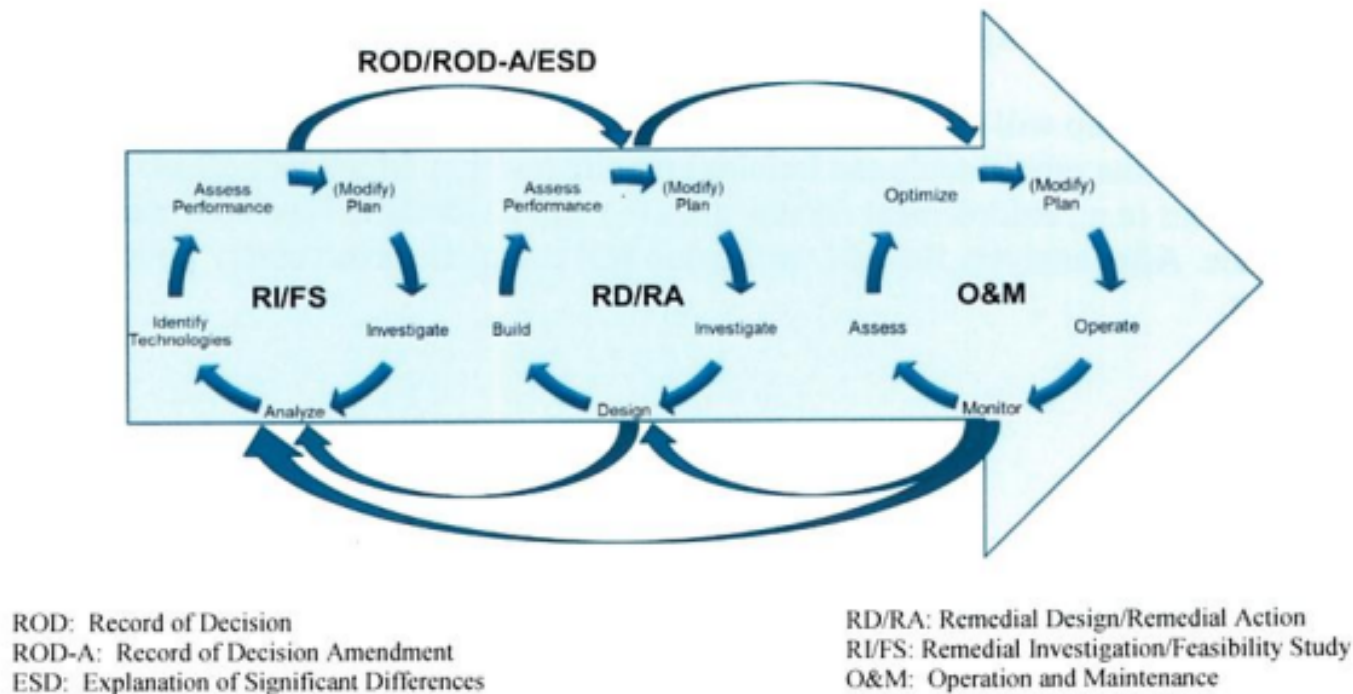 ROD/ROD-A/ESD
Assess
Performance
(Modify)
Plan
Investigate
Analyze
Identify
Technologies
RI/FS
Assess
Performance
(Modify)
Plan
Investigate
Design
Build
RD/RA
Optimize
(Modify)
Plan
Operate
Monitor
Assess
O&M
ROD: Record of Decision
ROD-A: Record of Decision Amendment
ESD: Explanation of Significant Differences
RD/RA: Remedial Design/Remedial Action
RI/FS: Remedial Investigation/Feasibility Study
O&M: Operation and Maintenance